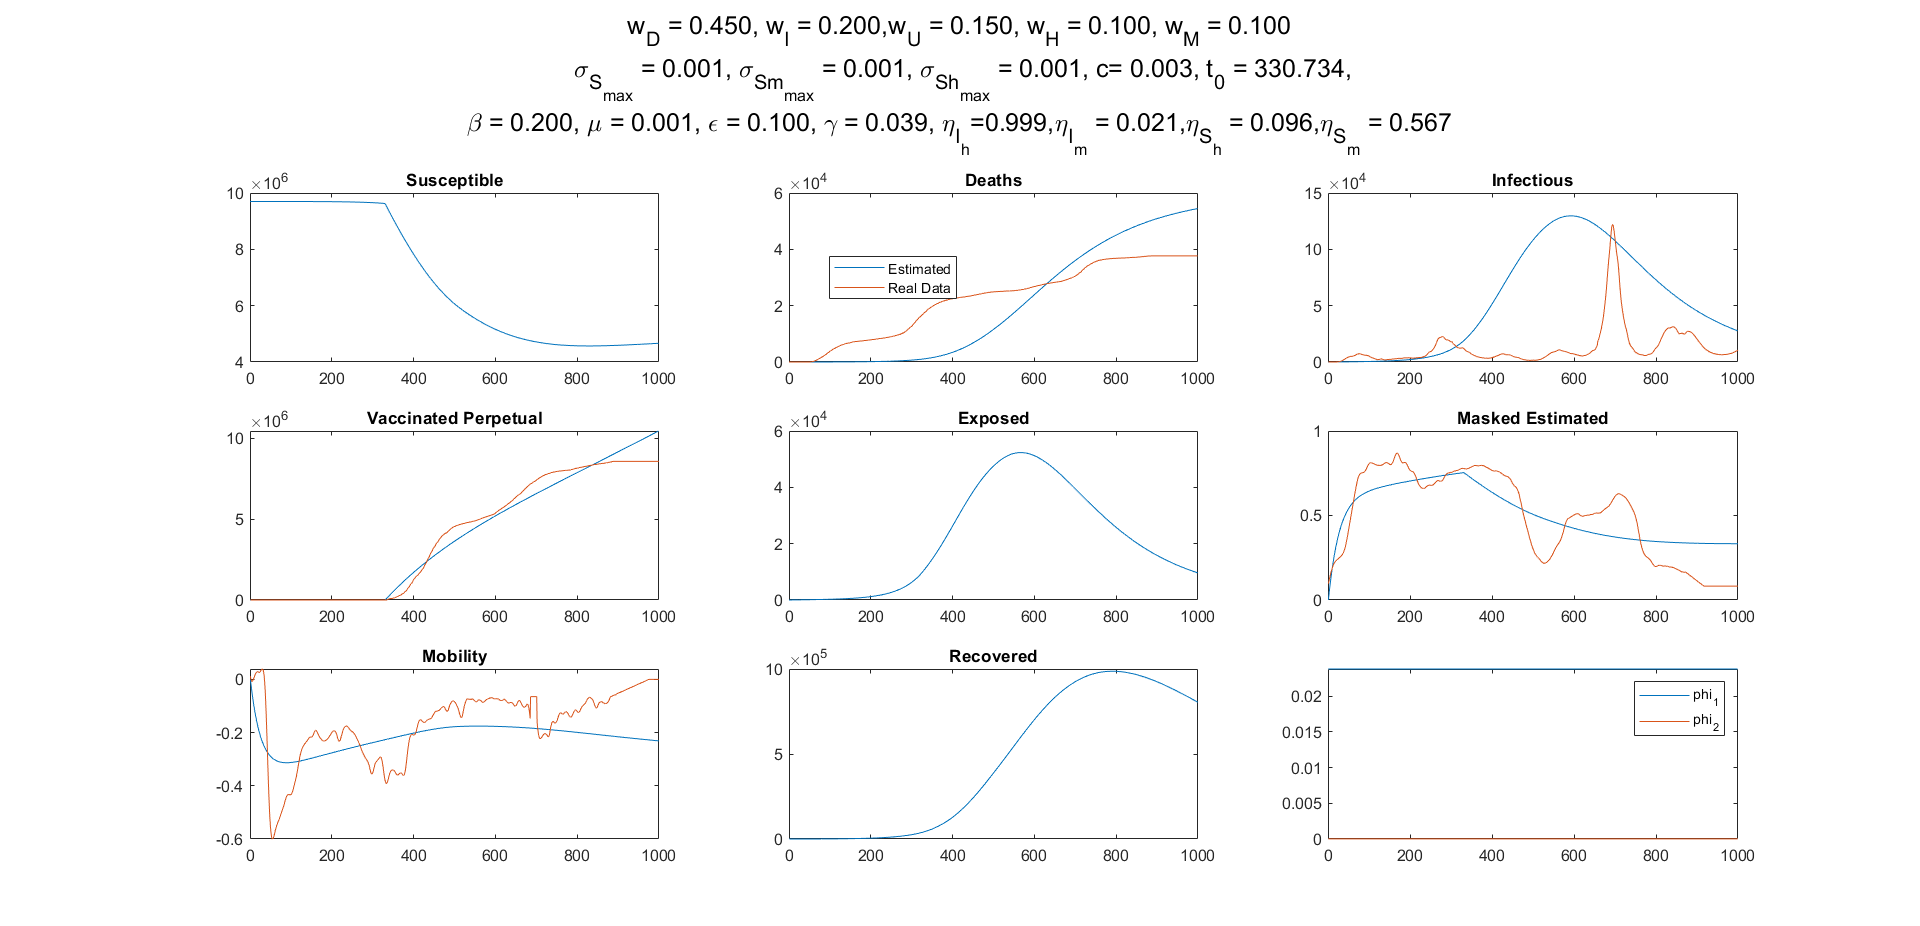 w_D = 0.450, w_I = 0.200,w_U = 0.150, w_H = 0.100, w_M = 0.100
σ_S_max = 0.001, σ_Sm_max = 0.001, σ_Sh_max = 0.001, c= 0.003, t_0 = 330.734,
β = 0.200, μ = 0.001, ϵ = 0.100, γ = 0.039, η_I_h =0.999,η_I_m = 0.021,η_S_h = 0.096,η_S_m = 0.567
×10^6 Susceptible
10
8
6
4
0 200 400 600 800 1000
×10^4 Deaths
6
4
2
0
Estimated
Real Data
0 200 400 600 800 1000
×10^4 Infectious
15
10
5
0
0 200 400 600 800 1000
×10^6 Vaccinated Perpetual
10
5
0
0 200 400 600 800 1000
×10^4 Exposed
6
4
2
0
0 200 400 600 800 1000
Masked Estimated
1
0.5
0
0 200 400 600 800 1000
Mobility
0
-0.2
-0.4
-0.6
0 200 400 600 800 1000
×10^5 Recovered
10
5
0
0 200 400 600 800 1000
0.02
0.015
0.01
0.005
0
phi_1
phi_2
0 200 400 600 800 1000